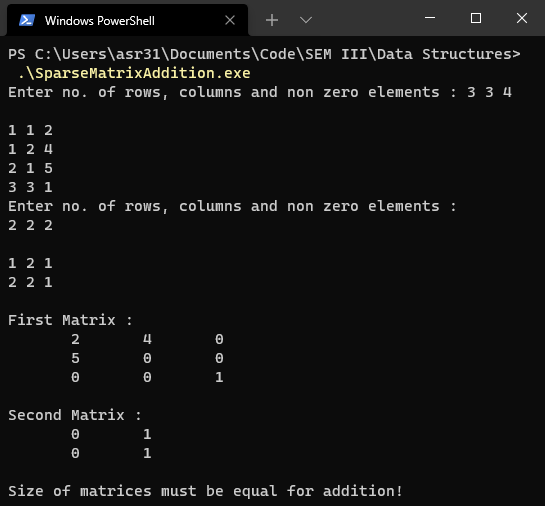 Windows PowerShell
PS C:\Users\asr31\Documents\Code\SEM III\Data Structures>
.\SparseMatrixAddition.exe
Enter no. of rows, columns and non zero elements : 3 3 4
1 1 2
1 2 4
2 1 5
3 3 1
Enter no. of rows, columns and non zero elements :
2 2 2
1 2 1
2 2 1
First Matrix :
2 4 0
5 0 0
0 0 1
Second Matrix :
0 1
0 1
Size of matrices must be equal for addition!